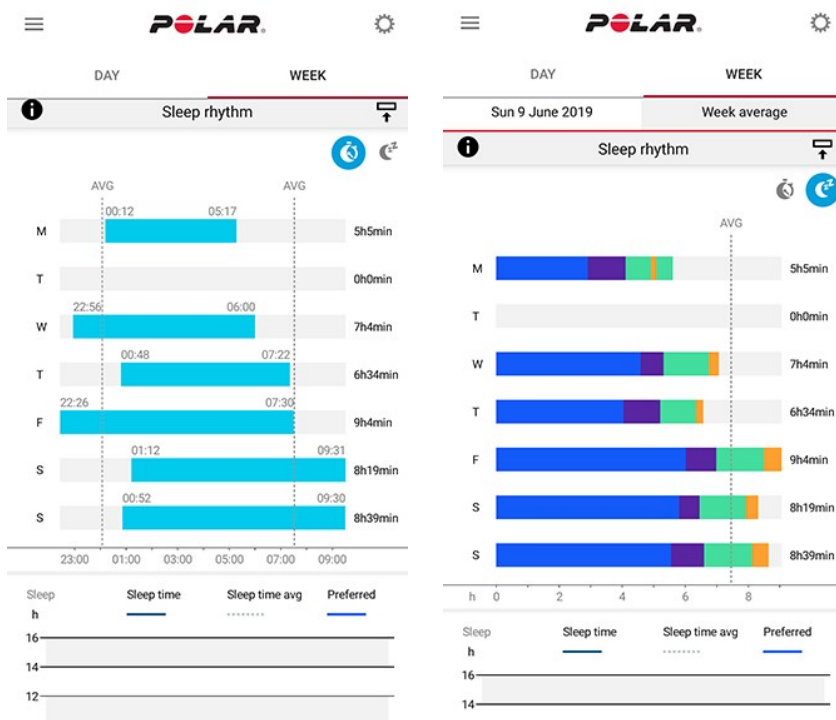 POLAR.
DAY WEEK
Sleep rhythm
AVG AVG
00:12 05:17
M 5h5min
T 0h0min
22:56 06:00
W 7h4min
00:48 07:22
T 6h34min
22:26 07:30
F 9h4min
01:12 09:31
S 8h19min
00:52 09:30
S 8h39min
23:00 01:00 03:00 05:00 07:00 09:00
Sleep Sleep time Sleep time avg Preferred
h
16
14
12
POLAR.
DAY WEEK
Sun 9 June 2019 Week average
Sleep rhythm
AVG
M 5h5min
T 0h0min
W 7h4min
T 6h34min
F 9h4min
S 8h19min
S 8h39min
h 0 2 4 6 8
Sleep Sleep time Sleep time avg Preferred
h
16
14